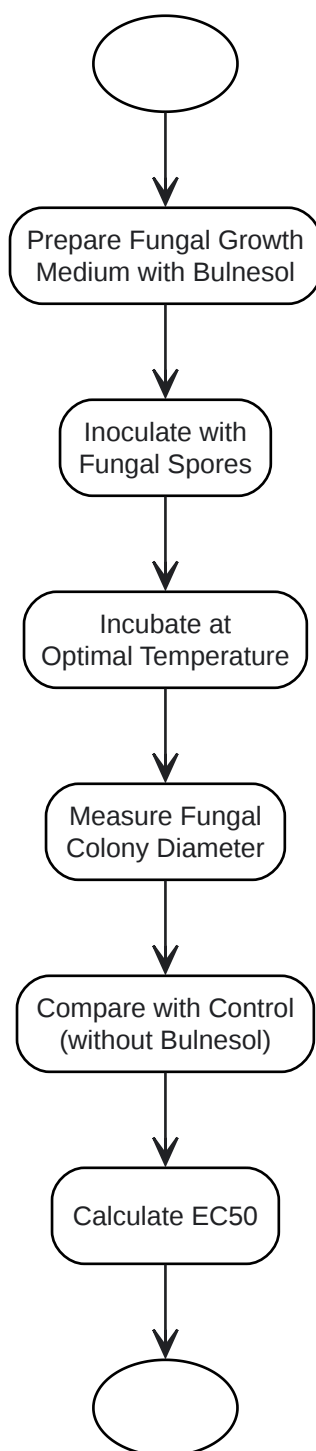 Prepare Fungal Growth
Medium with Bulnesol
Inoculate with
Fungal Spores
Incubate at
Optimal Temperature
Measure Fungal
Colony Diameter
Compare with Control
(without Bulnesol)
Calculate EC50